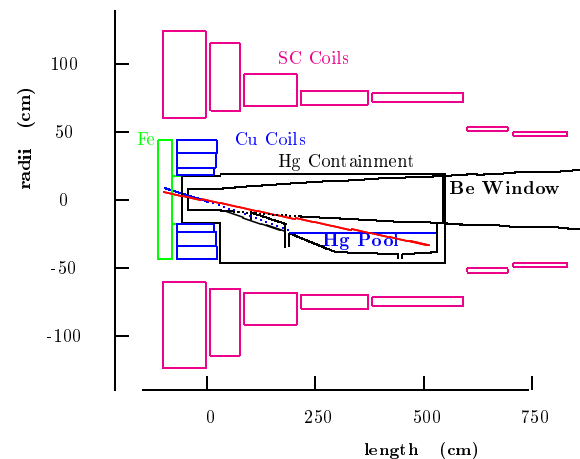 SC Coils
100
Fe
Cu Coils
50
Hg Containment
radii (cm)
Be Window
0
Hg Pool
-50
-100
0 250 500 750
length (cm)